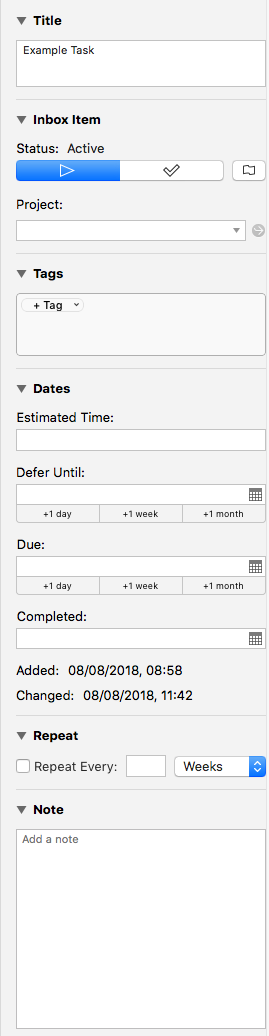 Title
Example Task
Inbox Item
Status: Active
Project:
Tags
+ Tag
Dates
Estimated Time:
Defer Until:
+1 day +1 week +1 month
Due:
+1 day +1 week +1 month
Completed:
Added: 08/08/2018, 08:58
Changed: 08/08/2018, 11:42
Repeat
Repeat Every: Weeks
Note
Add a note